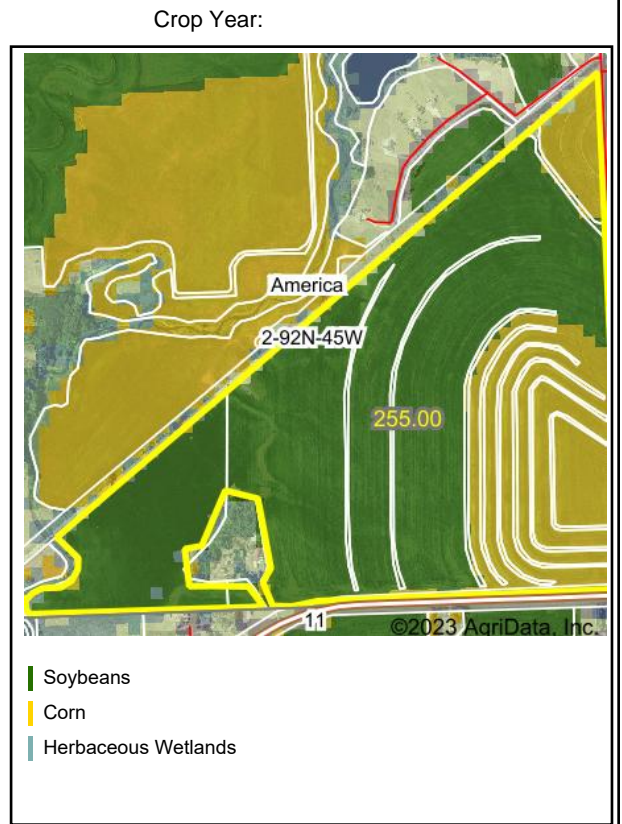 Crop Year:
America
2-92N-45W
255.00
11
©2023 AgriData, Inc.
Soybeans
Corn
Herbaceous Wetlands